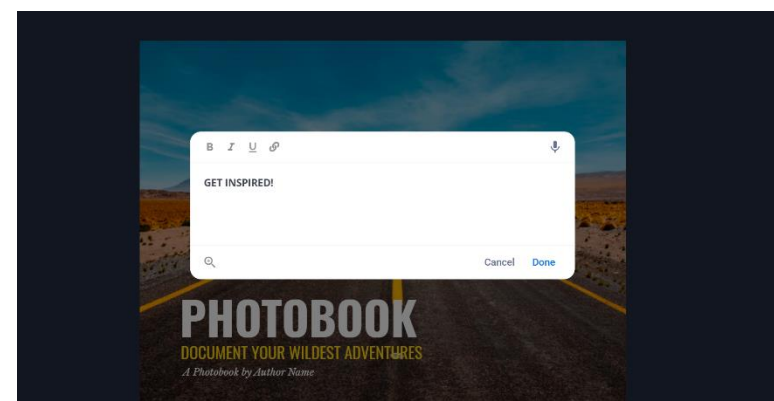 B I U
GET INSPIRED!
Cancel Done
PHOTOBOOK
DOCUMENT YOUR WILDEST ADVENTURES
A Photobook by Author Name